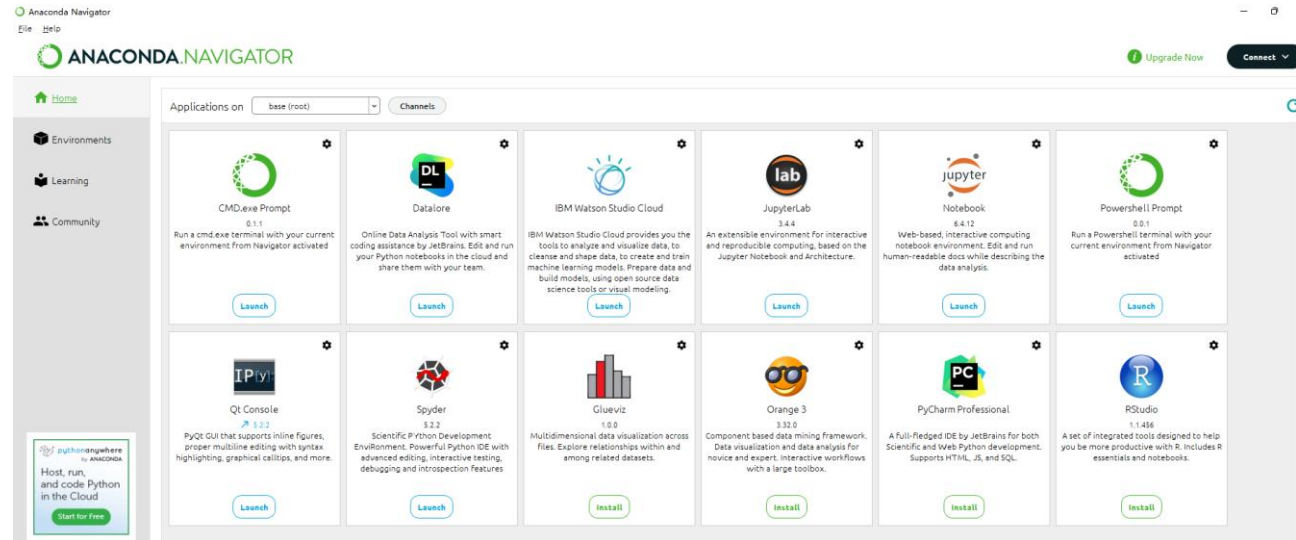 Anaconda Navigator
File Help
ANACONDA.NAVIGATOR
Upgrade Now
Connect
Home
Environments
Learning
Community
Applications on
base (root)
Channels
CMD.exe Prompt
0.1.1
Run a cmd.exe terminal with your current
environment from Navigator activated
Launch
DL
Datalore
Online Data Analysis Tool with smart
coding assistance by JetBrains. Edit and run
your Python notebooks in the cloud and
share them with your team.
Launch
IBM Watson Studio Cloud
IBM Watson Studio Cloud provides you the
tools to analyze and visualize data, to
cleanse and shape data, to create and train
machine learning models. Prepare data and
build models, using open source data
science tools or visual modeling.
Launch
lab
JupyterLab
3.4.4
An extensible environment for interactive
and reproducible computing, based on the
Jupyter Notebook and Architecture.
Launch
jupyter
Notebook
6.4.12
Web-based, interactive computing
notebook environment. Edit and run
human-readable docs while describing the
data analysis.
Launch
Powershell Prompt
0.0.1
Run a Powershell terminal with your
current environment from Navigator
activated
Launch
IP[y]:
Qt Console
5.2.2
PyQt GUI that supports inline figures,
proper multiline editing with syntax
highlighting, graphical calltips, and more.
Launch
Spyder
5.2.2
Scientific PYthon Development
EnviRonment. Powerful Python IDE with
advanced editing, interactive testing,
debugging and introspection features
Launch
Glueviz
1.0.0
Multidimensional data visualization across
files. Explore relationships within and
among related datasets.
Install
Orange 3
3.32.0
Component based data mining framework.
Data visualization and data analysis for
novice and expert. Interactive workflows
with a large toolbox.
Install
PC
PyCharm Professional
A full-fledged IDE by JetBrains for both
Scientific and Web Python development.
Supports HTML, JS, and SQL.
Install
R
RStudio
1.1.456
A set of integrated tools designed to help
you be more productive with R. Includes R
essentials and notebooks.
Install
pythonanywhere
by ANACONDA
Host, run,
and code Python
in the Cloud
Start for Free